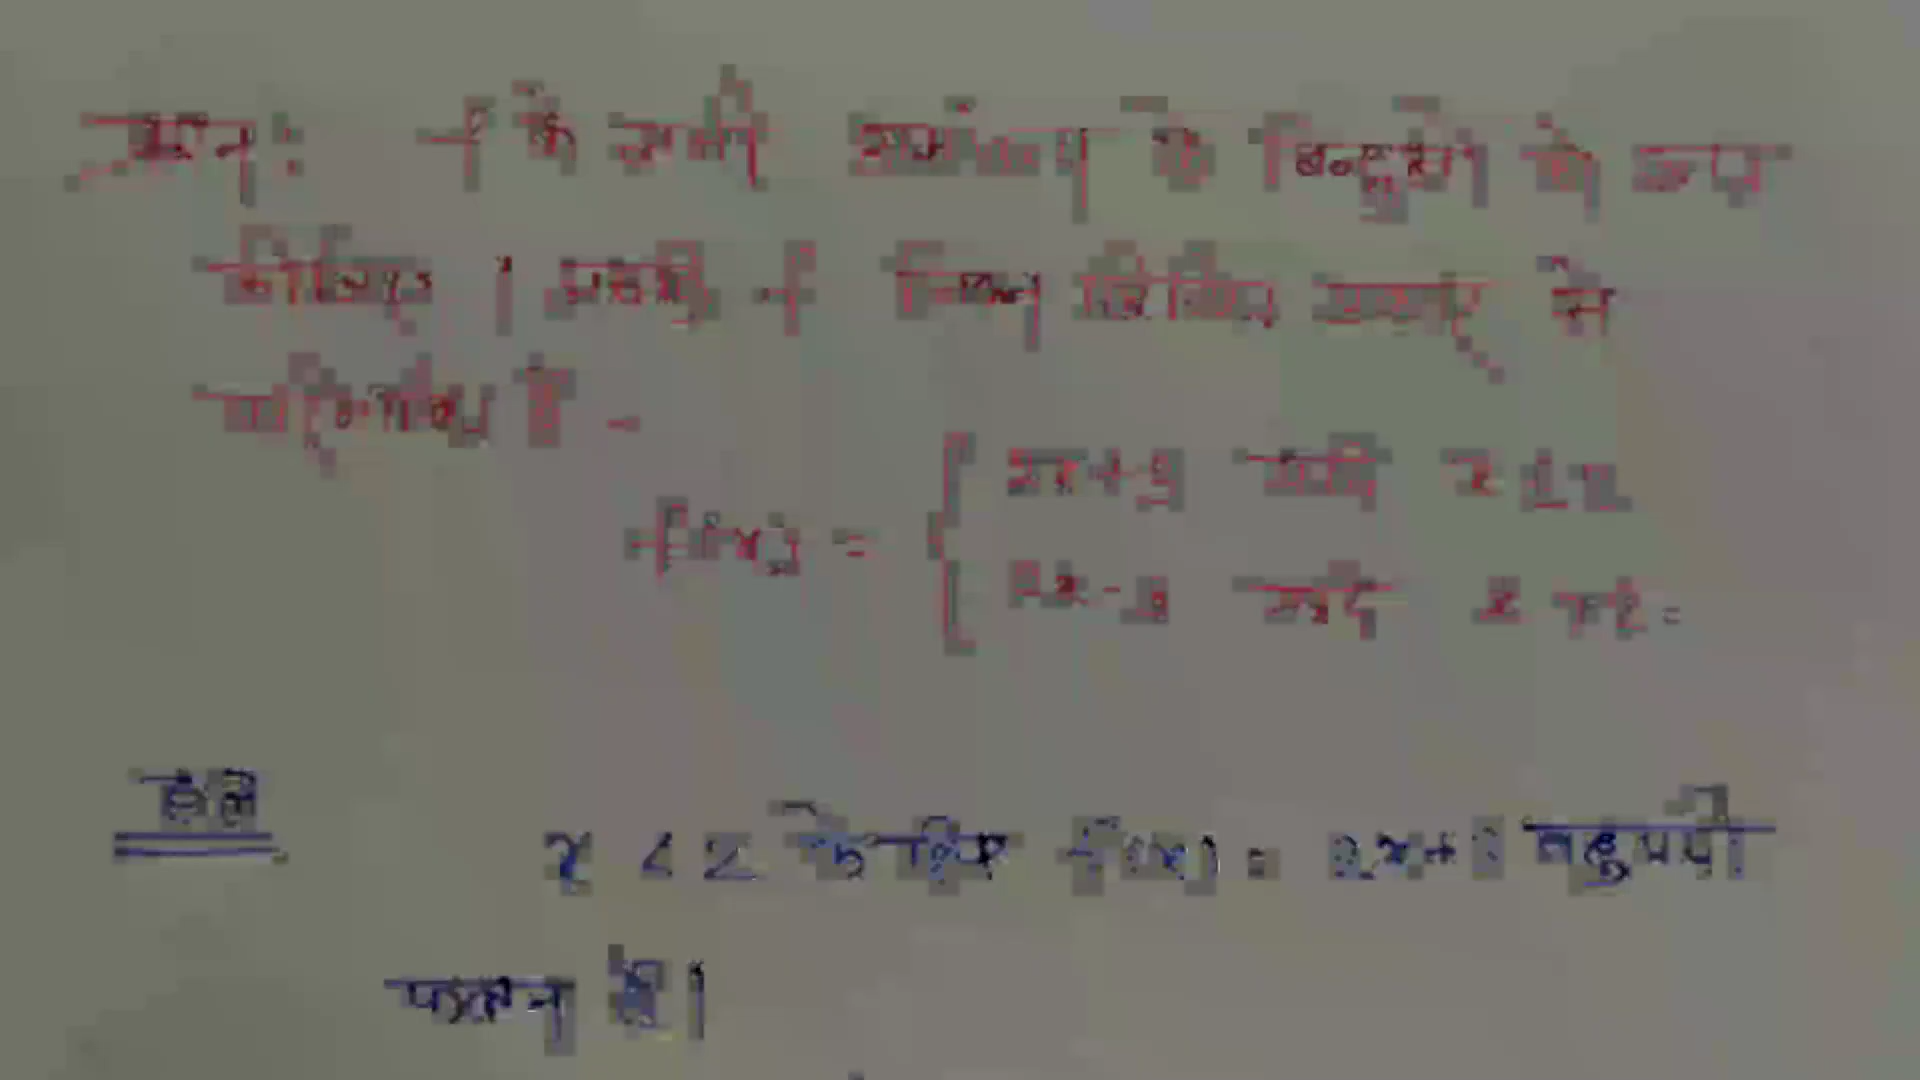 प्रश्न: f के सभी असांतत्य के बिन्दुओं को ज्ञात
कीजिए । जबकि f निम्नलिखित प्रकार से
परिभाषित है -
f(x) = { 2x+3 यदि x ≤ 2
2x-3 यदि x >2
हल
x < 2 के लिए f(x) = 2x+3 बहुपदी
फलन है।